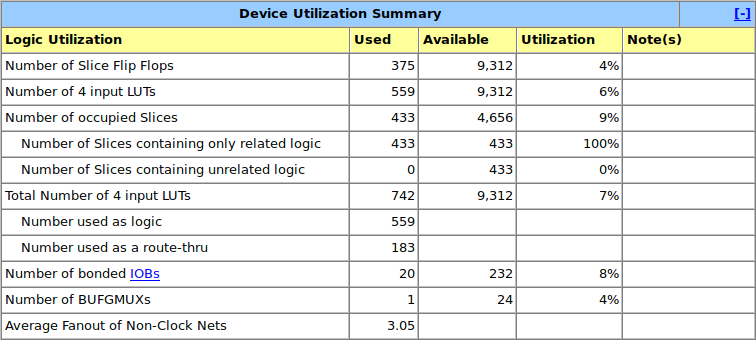 Device Utilization Summary [-]
Logic Utilization Used Available Utilization Note(s)
Number of Slice Flip Flops 375 9,312 4%
Number of 4 input LUTs 559 9,312 6%
Number of occupied Slices 433 4,656 9%
Number of Slices containing only related logic 433 433 100%
Number of Slices containing unrelated logic 0 433 0%
Total Number of 4 input LUTs 742 9,312 7%
Number used as logic 559
Number used as a route-thru 183
Number of bonded IOBs 20 232 8%
Number of BUFGMUXs 1 24 4%
Average Fanout of Non-Clock Nets 3.05